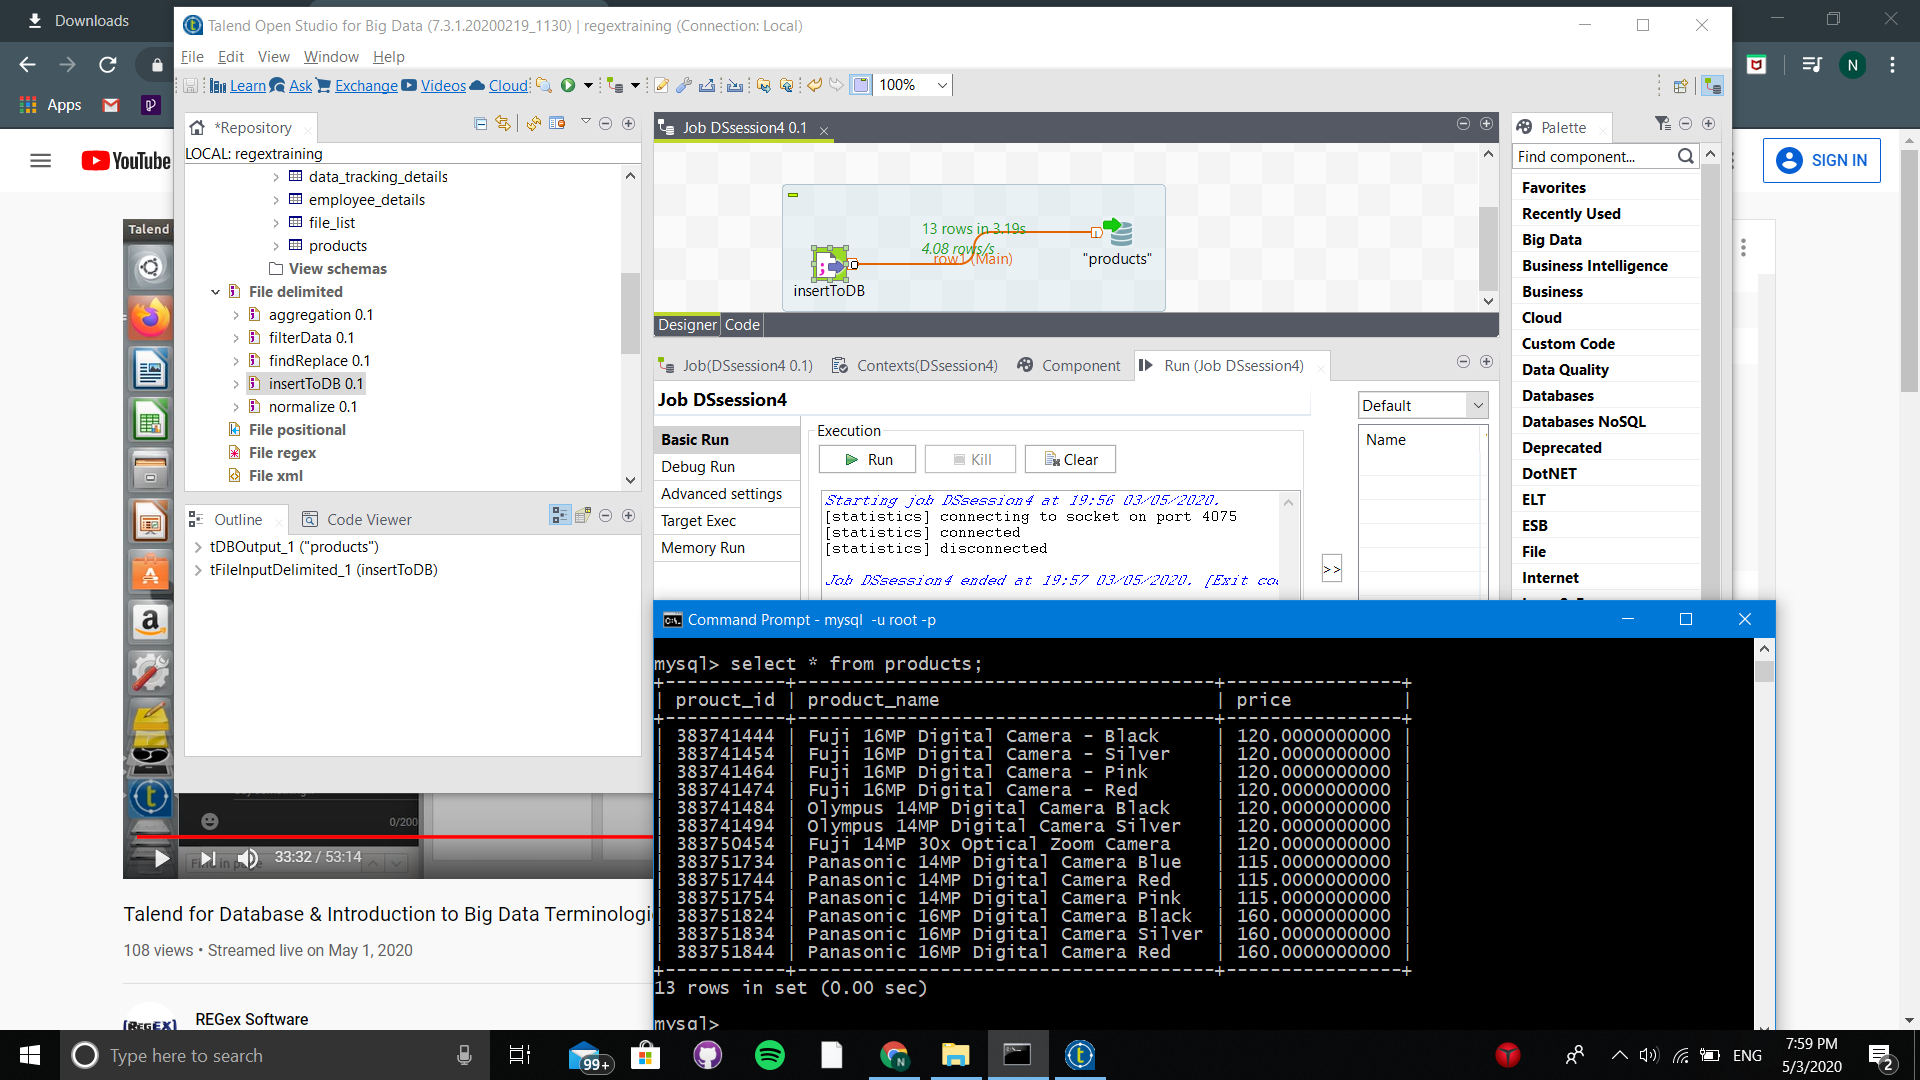 Downloads
Talend Open Studio for Big Data (7.3.1.20200219_1130) | regextraining (Connection: Local)
File Edit View Window Help
Learn Ask Exchange Videos Cloud 100%
N
Apps
*Repository
LOCAL: regextraining
data_tracking_details
employee_details
file_list
products
View schemas
File delimited
aggregation 0.1
filterData 0.1
findReplace 0.1
insertToDB 0.1
normalize 0.1
File positional
File regex
File xml
Outline Code Viewer
tDBOutput_1 ("products")
tFileInputDelimited_1 (insertToDB)
Job DSsession4 0.1
13 rows in 3.19s
4.08 rows/s
row1 (Main)
"products"
insertToDB
Designer Code
Job(DSsession4 0.1) Contexts(DSsession4) Component Run (Job DSsession4)
Job DSsession4
Default
Name
Basic Run
Debug Run
Advanced settings
Target Exec
Memory Run
Execution
Run Kill Clear
Starting job DSsession4 at 19:56 03/05/2020.
[statistics] connecting to socket on port 4075
[statistics] connected
[statistics] disconnected
Job DSsession4 ended at 19:57 03/05/2020. [Exit co
>>
Palette
Find component...
Favorites
Recently Used
Big Data
Business Intelligence
Business
Cloud
Custom Code
Data Quality
Databases
Databases NoSQL
Deprecated
DotNET
ELT
ESB
File
Internet
YouTube
SIGN IN
Talend
Command Prompt - mysql -u root -p
mysql> select * from products;
+-----------+--------------------------------------+----------------+
| prouct_id | product_name | price |
+-----------+--------------------------------------+----------------+
| 383741444 | Fuji 16MP Digital Camera - Black | 120.0000000000 |
| 383741454 | Fuji 16MP Digital Camera - Silver | 120.0000000000 |
| 383741464 | Fuji 16MP Digital Camera - Pink | 120.0000000000 |
| 383741474 | Fuji 16MP Digital Camera - Red | 120.0000000000 |
| 383741484 | Olympus 14MP Digital Camera Black | 120.0000000000 |
| 383741494 | Olympus 14MP Digital Camera Silver | 120.0000000000 |
| 383750454 | Fuji 14MP 30x Optical Zoom Camera | 120.0000000000 |
| 383751734 | Panasonic 14MP Digital Camera Blue | 115.0000000000 |
| 383751744 | Panasonic 14MP Digital Camera Red | 115.0000000000 |
| 383751754 | Panasonic 14MP Digital Camera Pink | 115.0000000000 |
| 383751824 | Panasonic 16MP Digital Camera Black | 160.0000000000 |
| 383751834 | Panasonic 16MP Digital Camera Silver | 160.0000000000 |
| 383751844 | Panasonic 16MP Digital Camera Red | 160.0000000000 |
+-----------+--------------------------------------+----------------+
13 rows in set (0.00 sec)
mysql>
0/200
33:32 / 53:14
Talend for Database & Introduction to Big Data Terminologi
108 views • Streamed live on May 1, 2020
REGex Software
Type here to search
99+
N
ENG
7:59 PM
5/3/2020
2